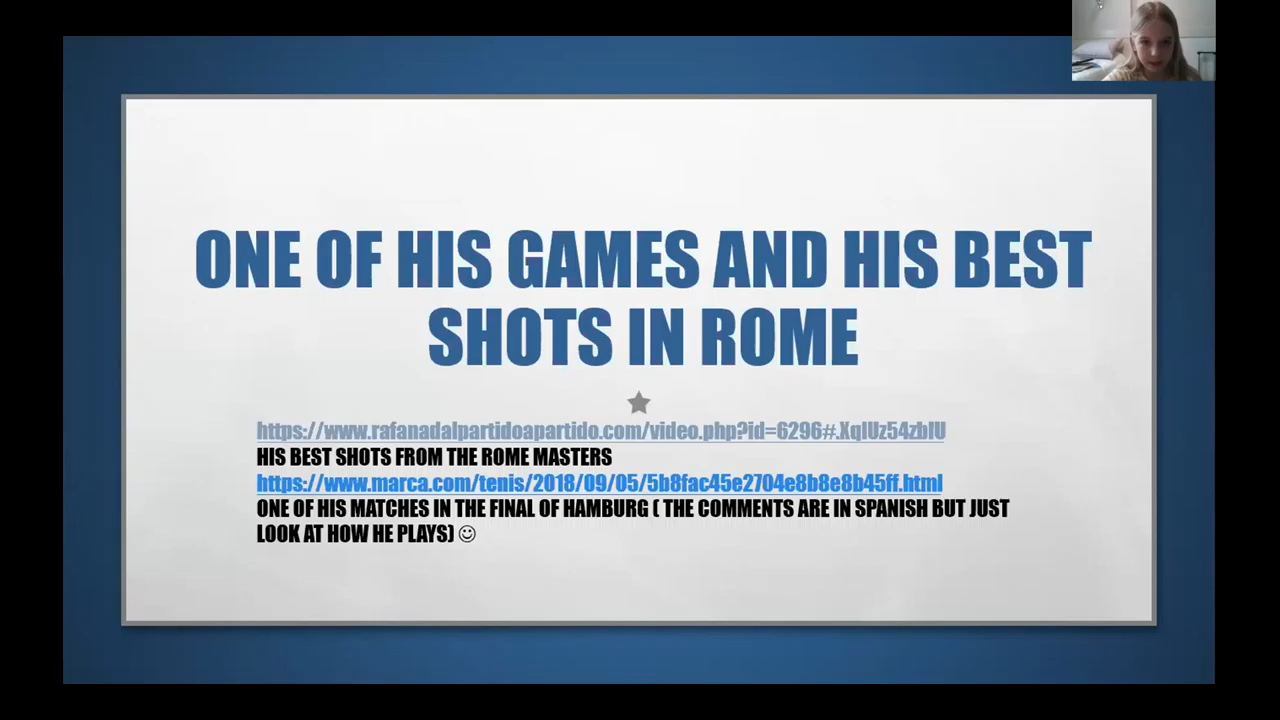 ONE OF HIS GAMES AND HIS BEST
SHOTS IN ROME
https://www.rafanadalpartidoapartido.com/video.php?id=6296#.XqlUz54zbIU
HIS BEST SHOTS FROM THE ROME MASTERS
https://www.marca.com/tenis/2018/09/05/5b8fac45e2704e8b8e8b45ff.html
ONE OF HIS MATCHES IN THE FINAL OF HAMBURG ( THE COMMENTS ARE IN SPANISH BUT JUST
LOOK AT HOW HE PLAYS) ☺